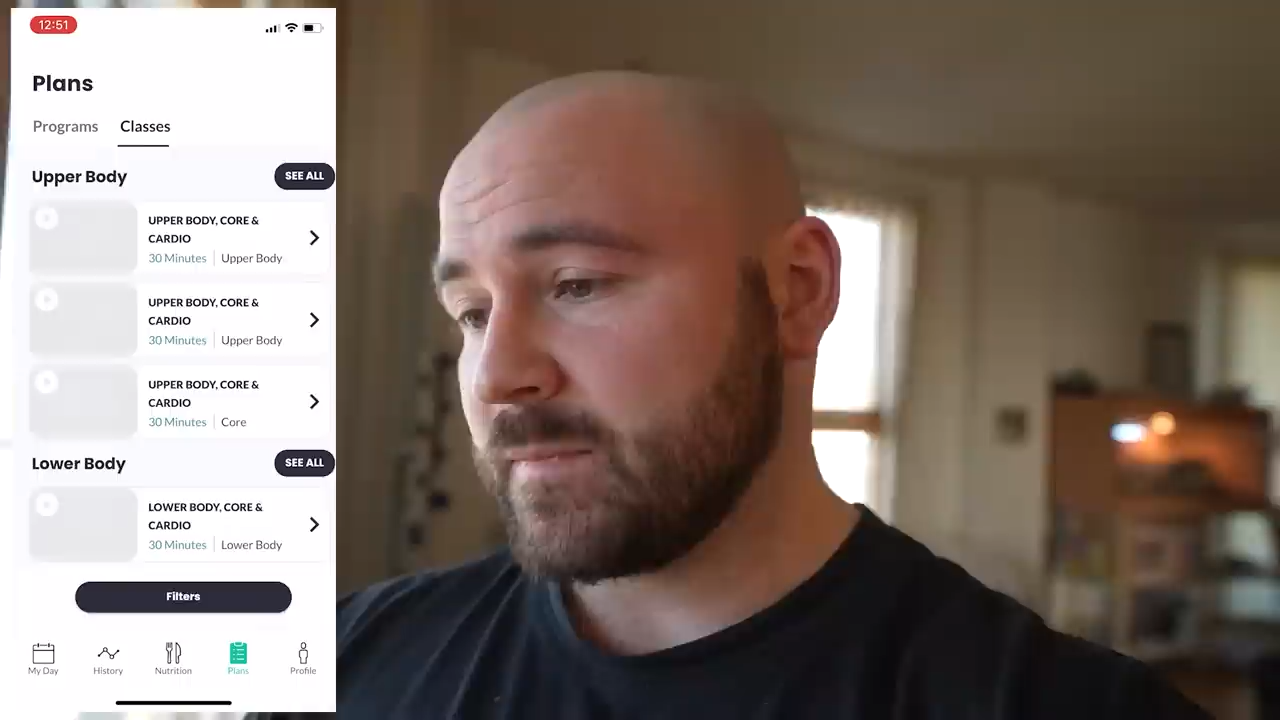 12:51
Plans
Programs Classes
Upper Body SEE ALL
UPPER BODY, CORE &
CARDIO
30 Minutes Upper Body
UPPER BODY, CORE &
CARDIO
30 Minutes Upper Body
UPPER BODY, CORE &
CARDIO
30 Minutes Core
Lower Body SEE ALL
LOWER BODY, CORE &
CARDIO
30 Minutes Lower Body
Filters
My Day History Nutrition Plans Profile